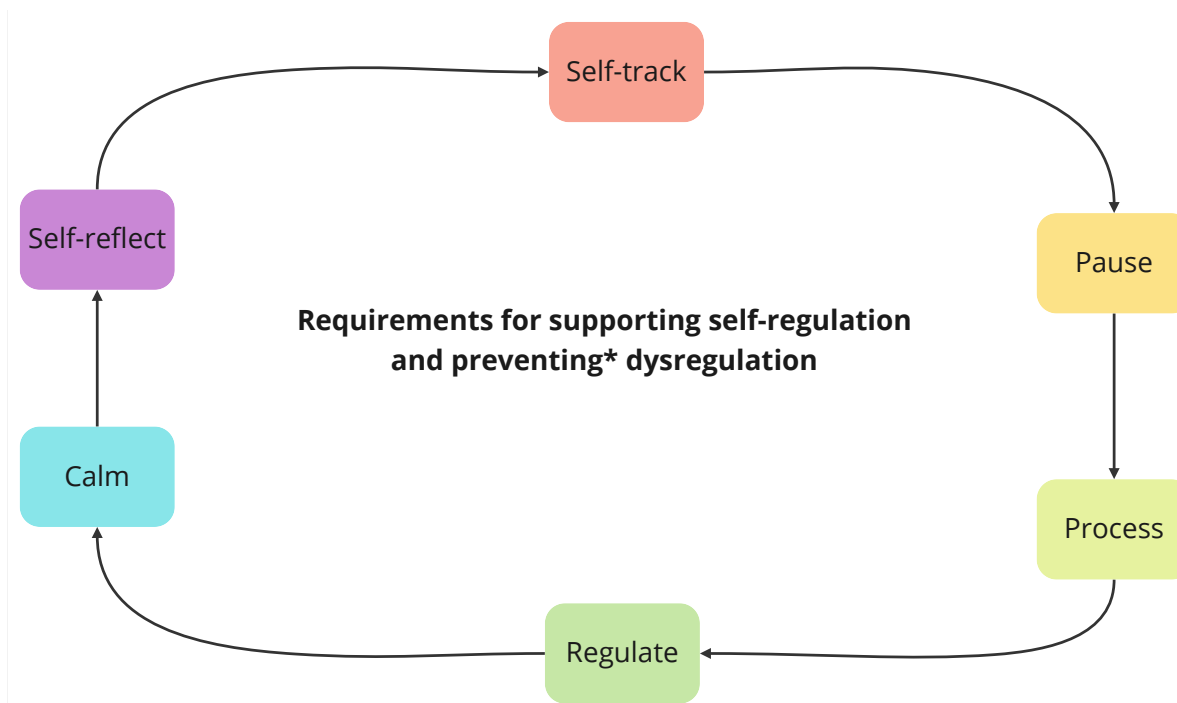 Self-track
Self-reflect
Pause
Requirements for supporting self-regulation
and preventing* dysregulation
Calm
Process
Regulate